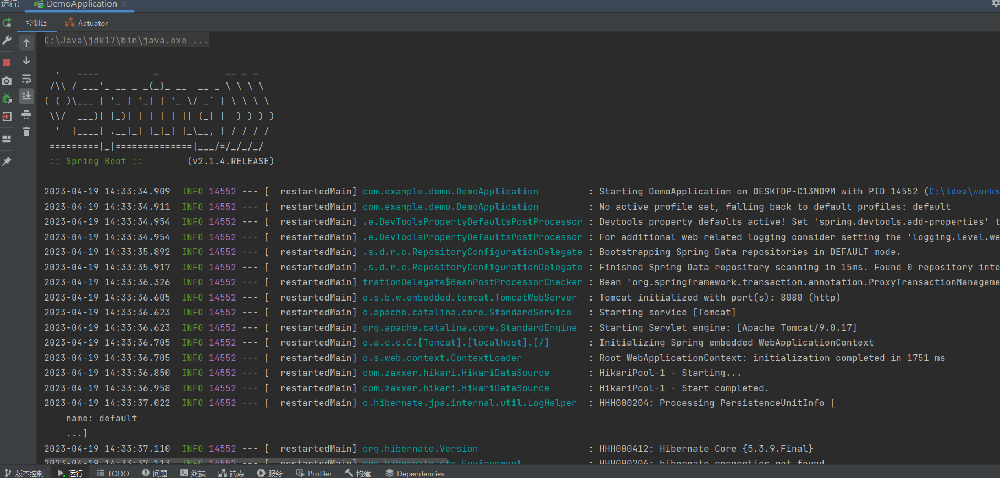 运行: DemoApplication
控制台 Actuator
C:\Java\jdk17\bin\java.exe ...
  .   ____          _            __ _ _
 /\\ / ___'_ __ _ _(_)_ __  __ _ \ \ \ \
( ( )\___ | '_ | '_| | '_ \/ _` | \ \ \ \
 \\/  ___)| |_)| | | | | || (_| |  ) ) ) )
  '  |____| .__|_| |_|_| |_\__, | / / / /
 =========|_|==============|___/=/_/_/_/
 :: Spring Boot ::        (v2.1.4.RELEASE)
2023-04-19 14:33:34.909  INFO 14552 --- [  restartedMain] com.example.demo.DemoApplication         : Starting DemoApplication on DESKTOP-C13MD9M with PID 14552 (C:\idea\works
2023-04-19 14:33:34.911  INFO 14552 --- [  restartedMain] com.example.demo.DemoApplication         : No active profile set, falling back to default profiles: default
2023-04-19 14:33:34.954  INFO 14552 --- [  restartedMain] .e.DevToolsPropertyDefaultsPostProcessor : Devtools property defaults active! Set 'spring.devtools.add-properties' t
2023-04-19 14:33:34.954  INFO 14552 --- [  restartedMain] .e.DevToolsPropertyDefaultsPostProcessor : For additional web related logging consider setting the 'logging.level.we
2023-04-19 14:33:35.892  INFO 14552 --- [  restartedMain] .s.d.r.c.RepositoryConfigurationDelegate : Bootstrapping Spring Data repositories in DEFAULT mode.
2023-04-19 14:33:35.917  INFO 14552 --- [  restartedMain] .s.d.r.c.RepositoryConfigurationDelegate : Finished Spring Data repository scanning in 15ms. Found 0 repository inte
2023-04-19 14:33:36.326  INFO 14552 --- [  restartedMain] trationDelegate$BeanPostProcessorChecker : Bean 'org.springframework.transaction.annotation.ProxyTransactionManageme
2023-04-19 14:33:36.605  INFO 14552 --- [  restartedMain] o.s.b.w.embedded.tomcat.TomcatWebServer  : Tomcat initialized with port(s): 8080 (http)
2023-04-19 14:33:36.623  INFO 14552 --- [  restartedMain] o.apache.catalina.core.StandardService   : Starting service [Tomcat]
2023-04-19 14:33:36.623  INFO 14552 --- [  restartedMain] org.apache.catalina.core.StandardEngine  : Starting Servlet engine: [Apache Tomcat/9.0.17]
2023-04-19 14:33:36.705  INFO 14552 --- [  restartedMain] o.a.c.c.C.[Tomcat].[localhost].[/]       : Initializing Spring embedded WebApplicationContext
2023-04-19 14:33:36.705  INFO 14552 --- [  restartedMain] o.s.web.context.ContextLoader            : Root WebApplicationContext: initialization completed in 1751 ms
2023-04-19 14:33:36.850  INFO 14552 --- [  restartedMain] com.zaxxer.hikari.HikariDataSource       : HikariPool-1 - Starting...
2023-04-19 14:33:36.958  INFO 14552 --- [  restartedMain] com.zaxxer.hikari.HikariDataSource       : HikariPool-1 - Start completed.
2023-04-19 14:33:37.022  INFO 14552 --- [  restartedMain] o.hibernate.jpa.internal.util.LogHelper  : HHH000204: Processing PersistenceUnitInfo [
    name: default
    ...]
2023-04-19 14:33:37.110  INFO 14552 --- [  restartedMain] org.hibernate.Version                    : HHH000412: Hibernate Core {5.3.9.Final}
2023-04-19 14:33:37.113  INFO 14552 --- [  restartedMain] org.hibernate.cfg.Environment            : HHH000206: hibernate.properties not found
版本控制 运行 TODO 问题 终端 端点 服务 Profiler 构建 Dependencies